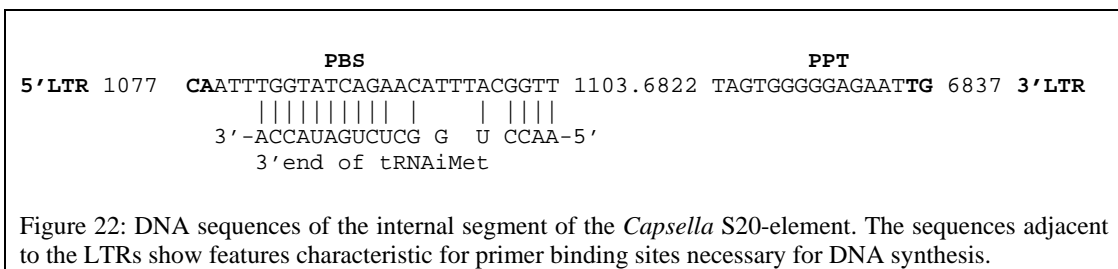 PBS PPT
5’LTR 1077 CAATTTGGTATCAGAACATTTACGGTT 1103.6822 TAGTGGGGGAGAATTG 6837 3’LTR
|||||||||| | | ||||
3’-ACCAUAGUCUCG G U CCAA-5’
3’end of tRNAiMet
Figure 22: DNA sequences of the internal segment of the Capsella S20-element. The sequences adjacent
to the LTRs show features characteristic for primer binding sites necessary for DNA synthesis.